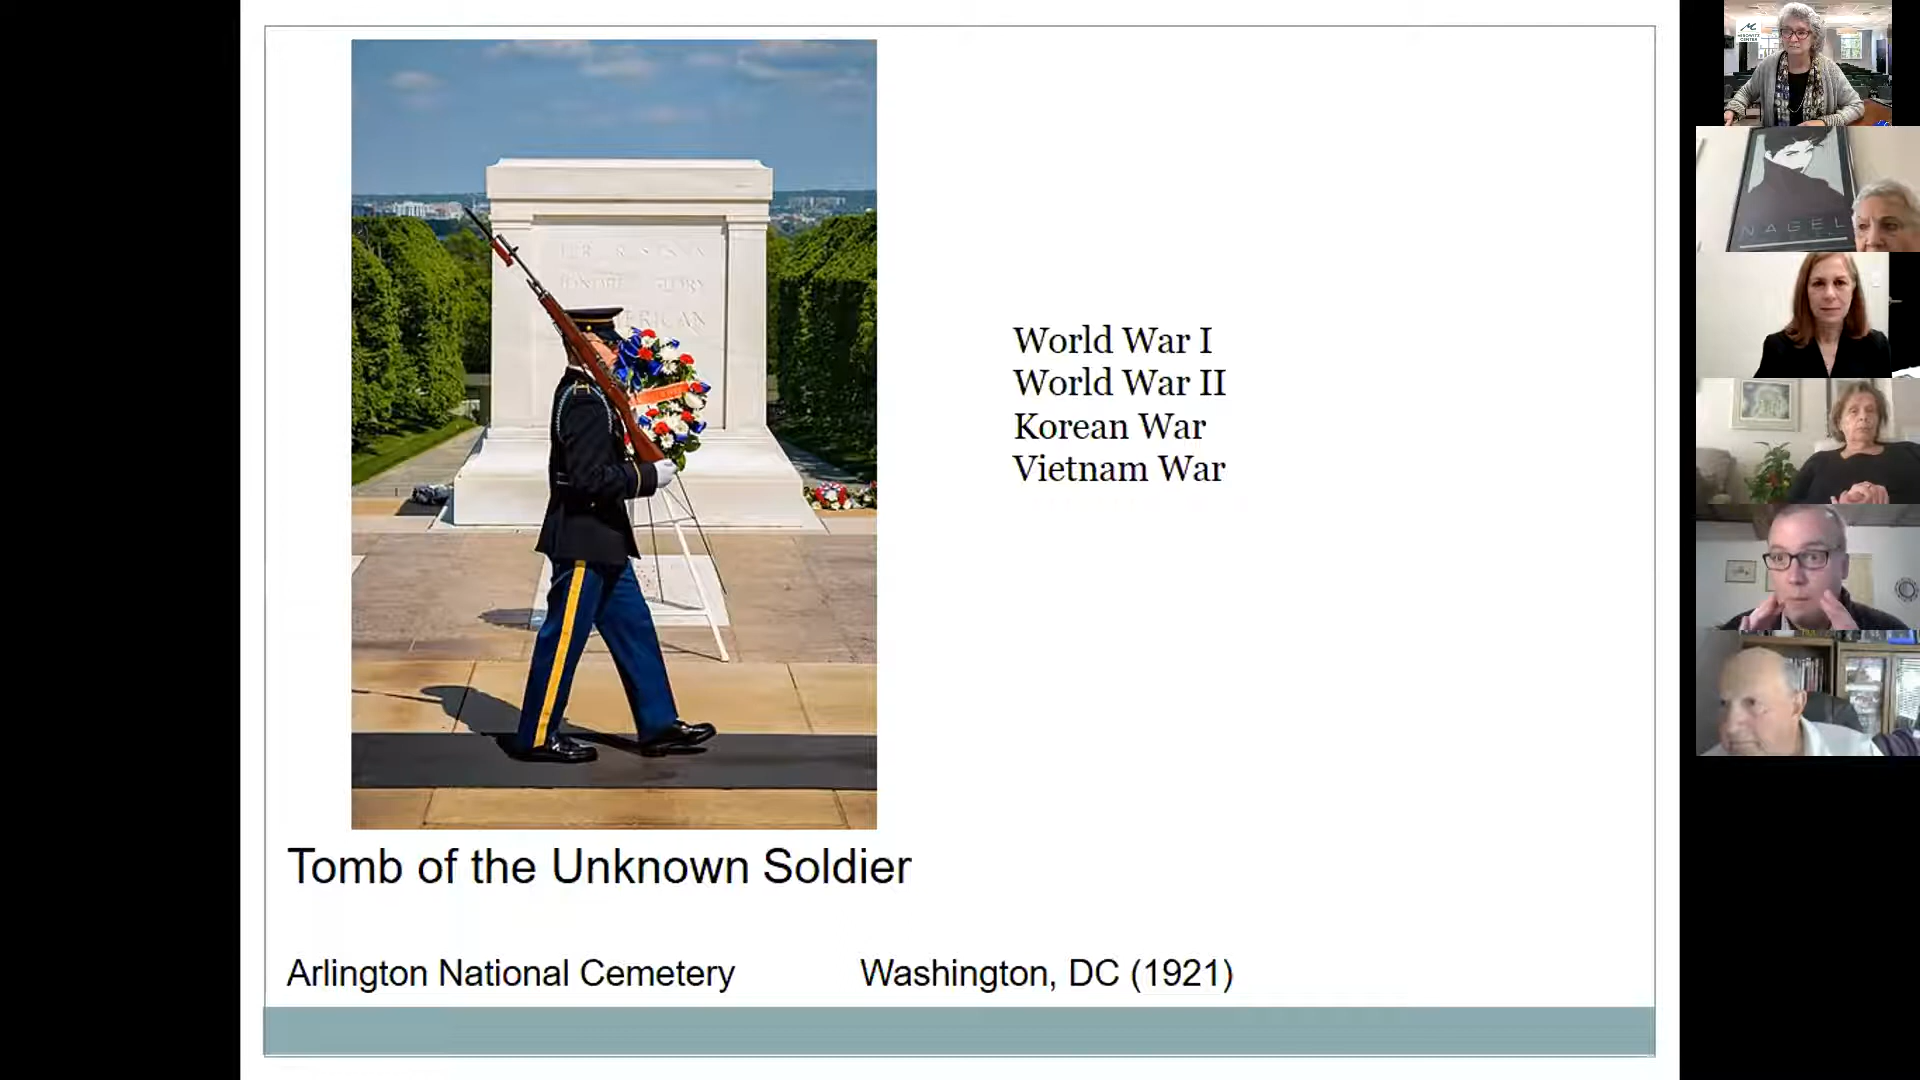 World War I
World War II
Korean War
Vietnam War
Tomb of the Unknown Soldier
Arlington National Cemetery
Washington, DC (1921)
NAGEL